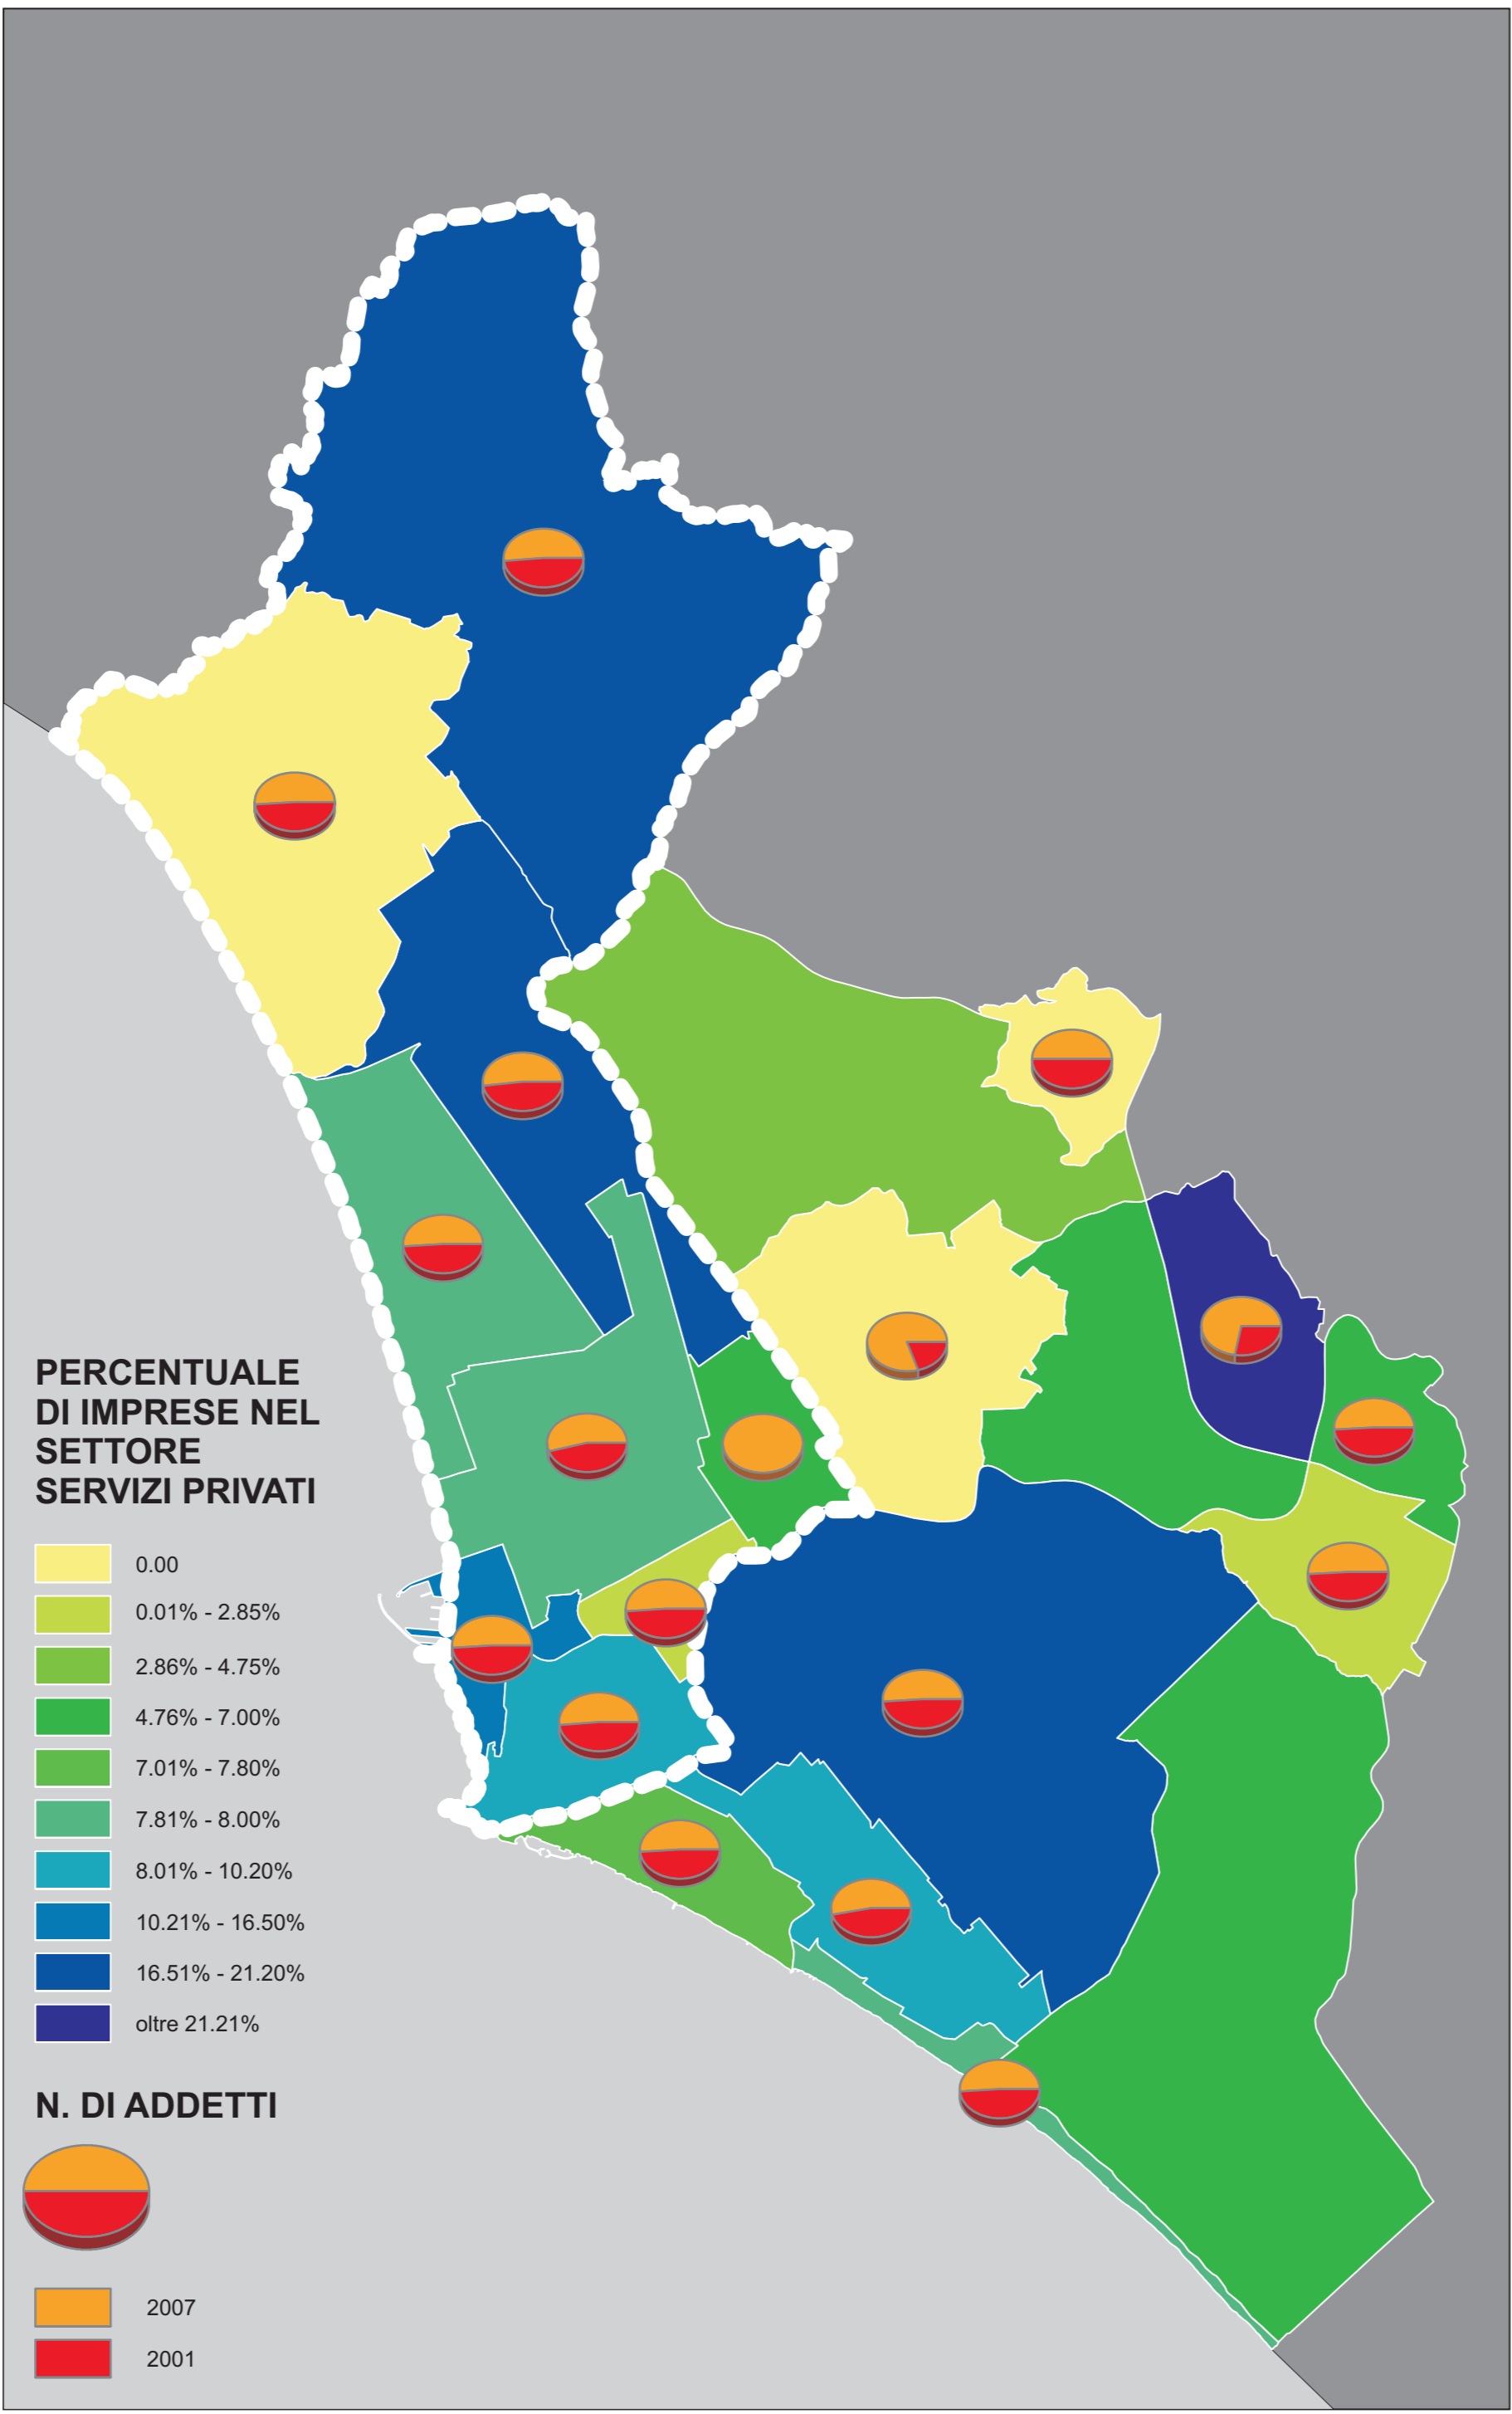 PERCENTUALE
DI IMPRESE NEL
SETTORE
SERVIZI PRIVATI
0.00
0.01% - 2.85%
2.86% - 4.75%
4.76% - 7.00%
7.01% - 7.80%
7.81% - 8.00%
8.01% - 10.20%
10.21% - 16.50%
16.51% - 21.20%
oltre 21.21%
N. DI ADDETTI
2007
2001